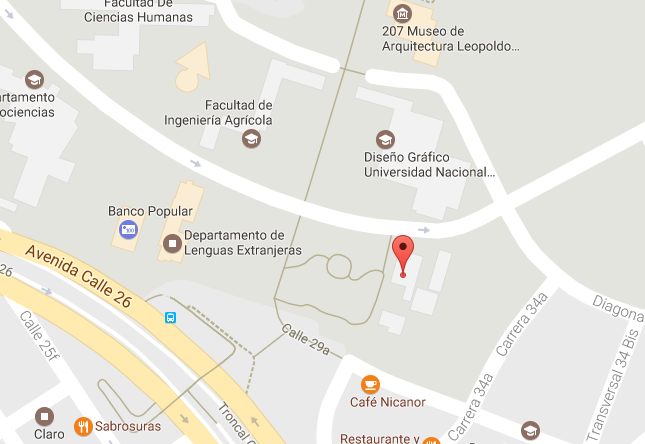 Facultad De
Ciencias Humanas
207 Museo de
Arquitectura Leopoldo...
artamento
ociencias
Facultad de
Ingeniería Agrícola
Diseño Gráfico
Universidad Nacional...
Banco Popular
Departamento de
Lenguas Extranjeras
Avenida Calle 26
26
Calle 25f
Calle 29a
Carrera 34a
Carrera 34a
Diagona
Transversal 34 Bis
Café Nicanor
Claro
Sabrosuras
Troncal
Restaurante y